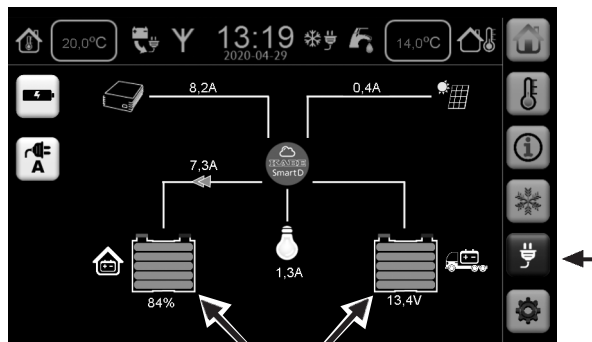 20,0°C
13:19
2020-04-29
14,0°C
8,2A
0,4A
A
7,3A
KABE
SmartD
1,3A
84%
13,4V